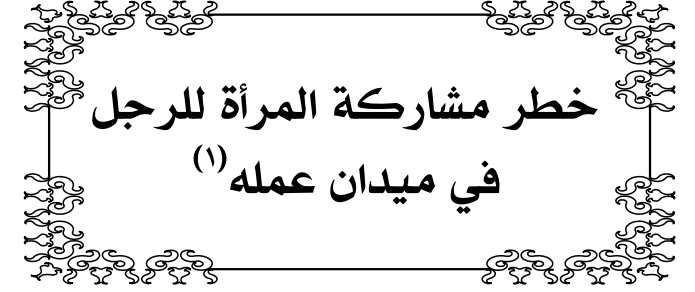 خطر مشاركة المرأة للرجل
في ميدان عمله(١)